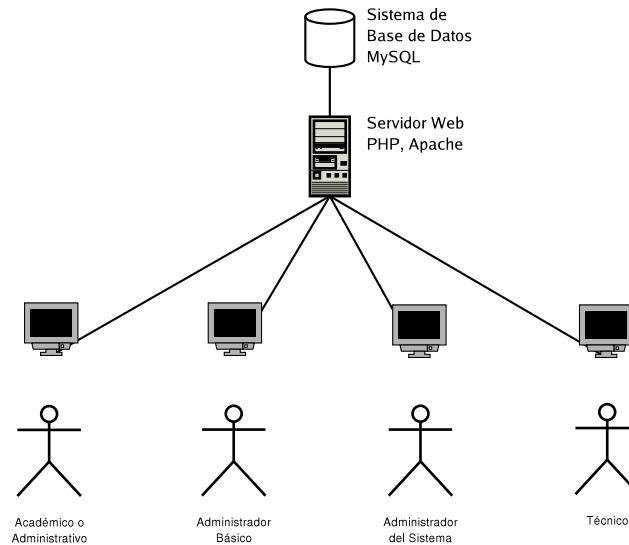 Sistema de
Base de Datos
MySQL
Servidor Web
PHP, Apache
Académico o
Administrativo
Administrador
Básico
Administrador
del Sistema
Técnico